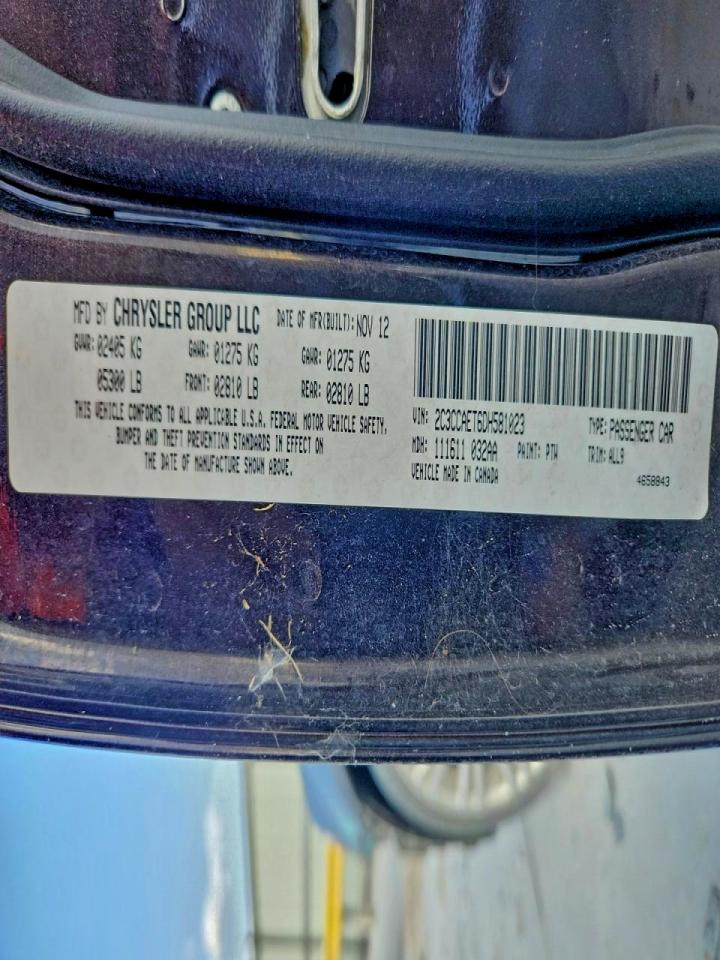 MFD BY CHRYSLER GROUP LLC DATE OF MFR(BUILT): NOV 12
GVWR: 02405 KG GAWR: 01275 KG GAWR: 01275 KG
05300 LB FRONT: 02810 LB REAR: 02810 LB
THIS VEHICLE CONFORMS TO ALL APPLICABLE U.S.A. FEDERAL MOTOR VEHICLE SAFETY,
BUMPER AND THEFT PREVENTION STANDARDS IN EFFECT ON
THE DATE OF MANUFACTURE SHOWN ABOVE.
VIN: 2C3CCAET6DH581023 TYPE: PASSENGER CAR
MDH: 111611 032AA PAINT: PTW TRIM: ALL9
VEHICLE MADE IN CANADA 4658843